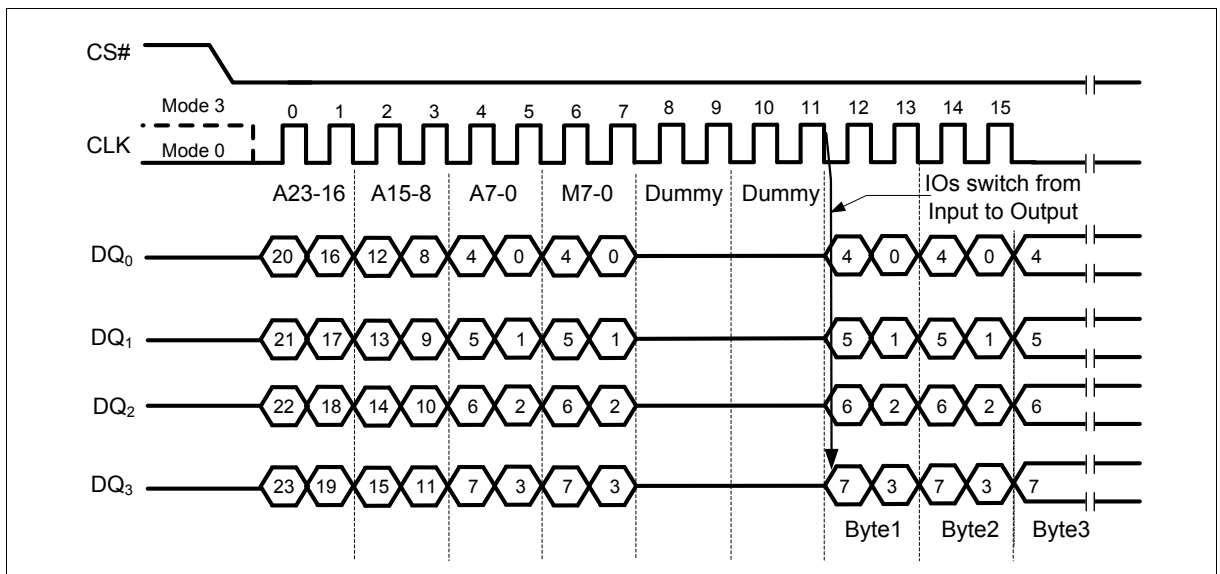 CS#
Mode 3
0 1 2 3 4 5 6 7 8 9 10 11 12 13 14 15
CLK
Mode 0
A23-16 A15-8 A7-0 M7-0 Dummy Dummy
IOs switch from
Input to Output
DQ0 20 16 12 8 4 0 4 0 4 0 4 0 4
DQ1 21 17 13 9 5 1 5 1 5 1 5 1 5
DQ2 22 18 14 10 6 2 6 2 6 2 6 2 6
DQ3 23 19 15 11 7 3 7 3 7 3 7 3 7
Byte1 Byte2 Byte3